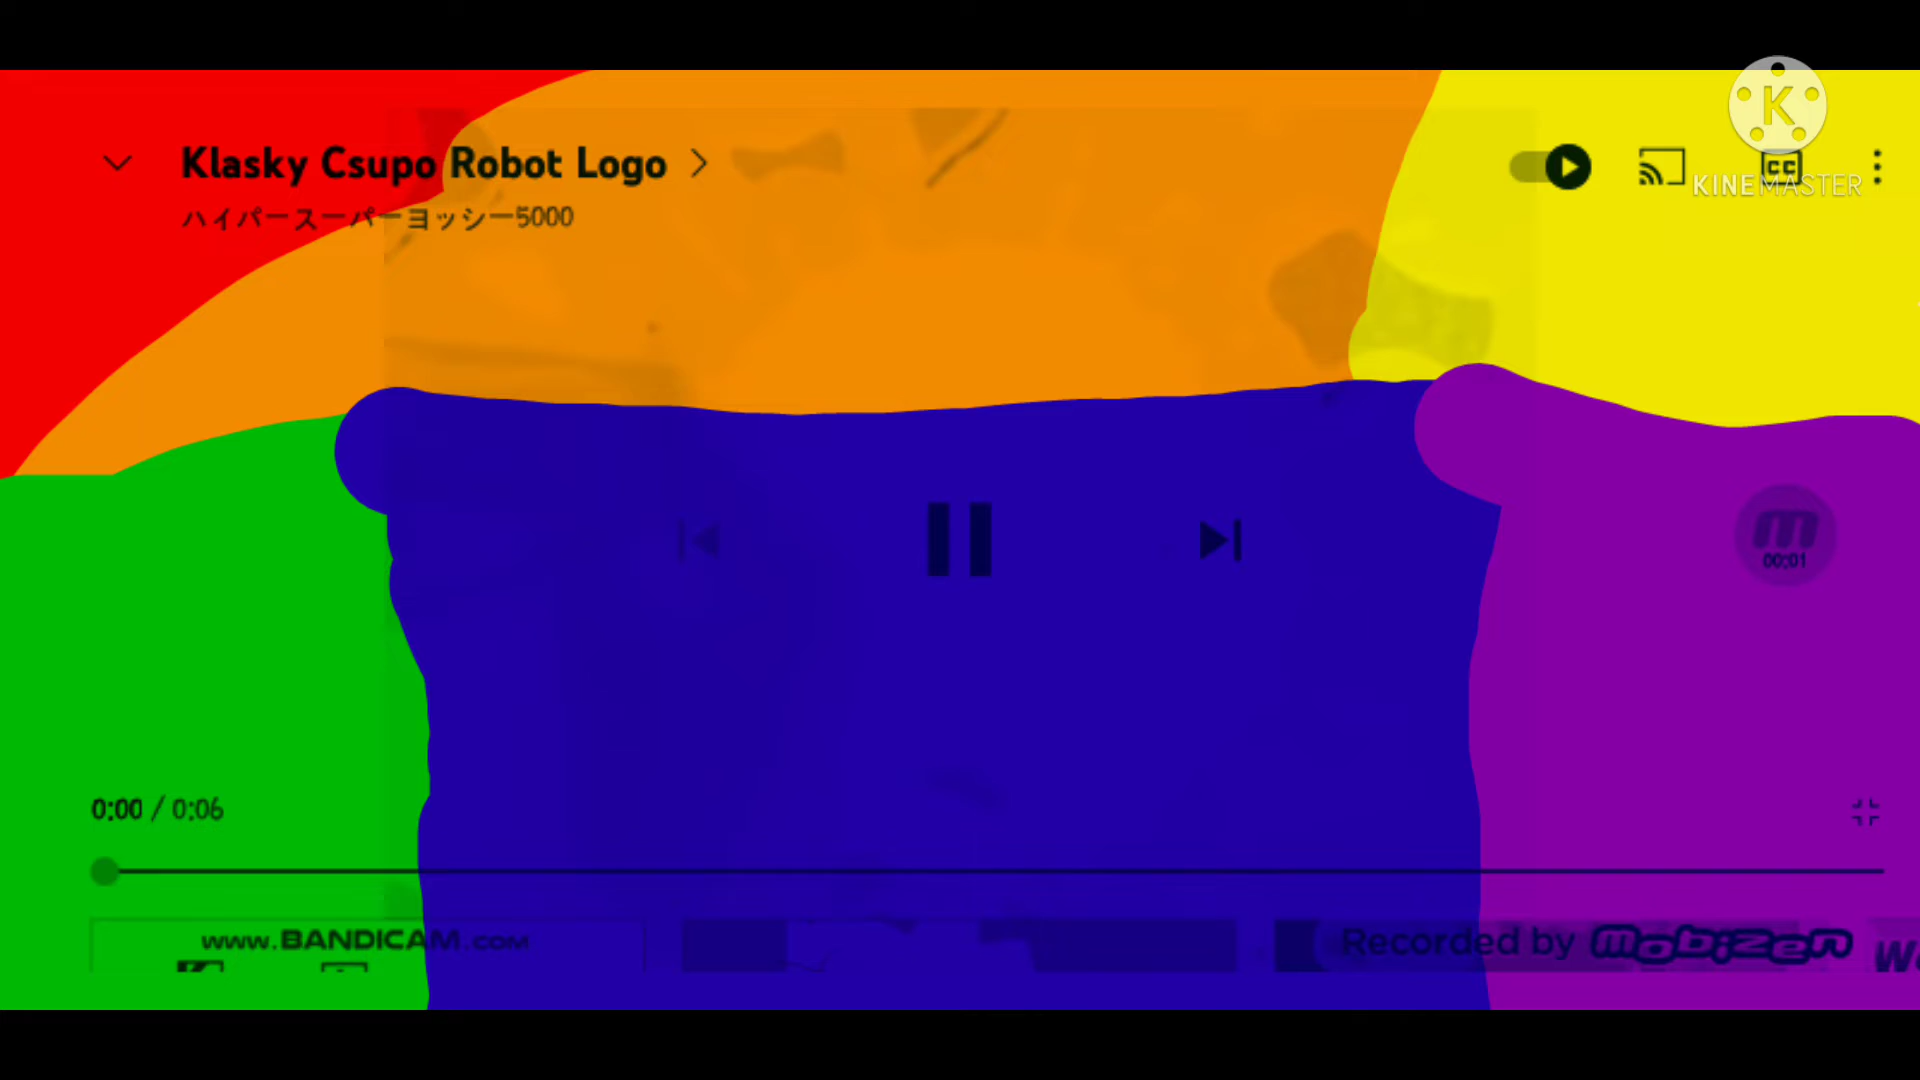 Klasky Csupo Robot Logo
ハイパースーパーヨッシー5000
K
CC
KINEMASTER
m
00:01
0:00 / 0:06
www.BANDICAM.com
Recorded by mobizen